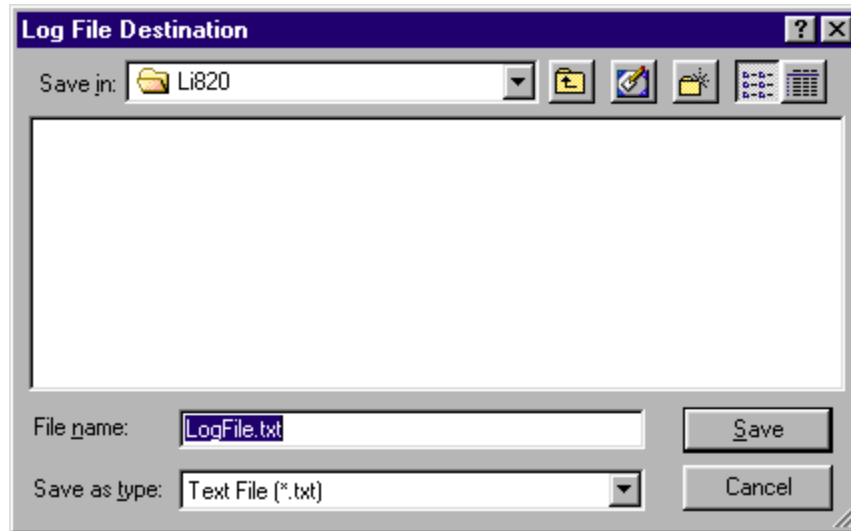 Log File Destination
Save in: Li820
File name: LogFile.txt Save
Save as type: Text File (*.txt) Cancel